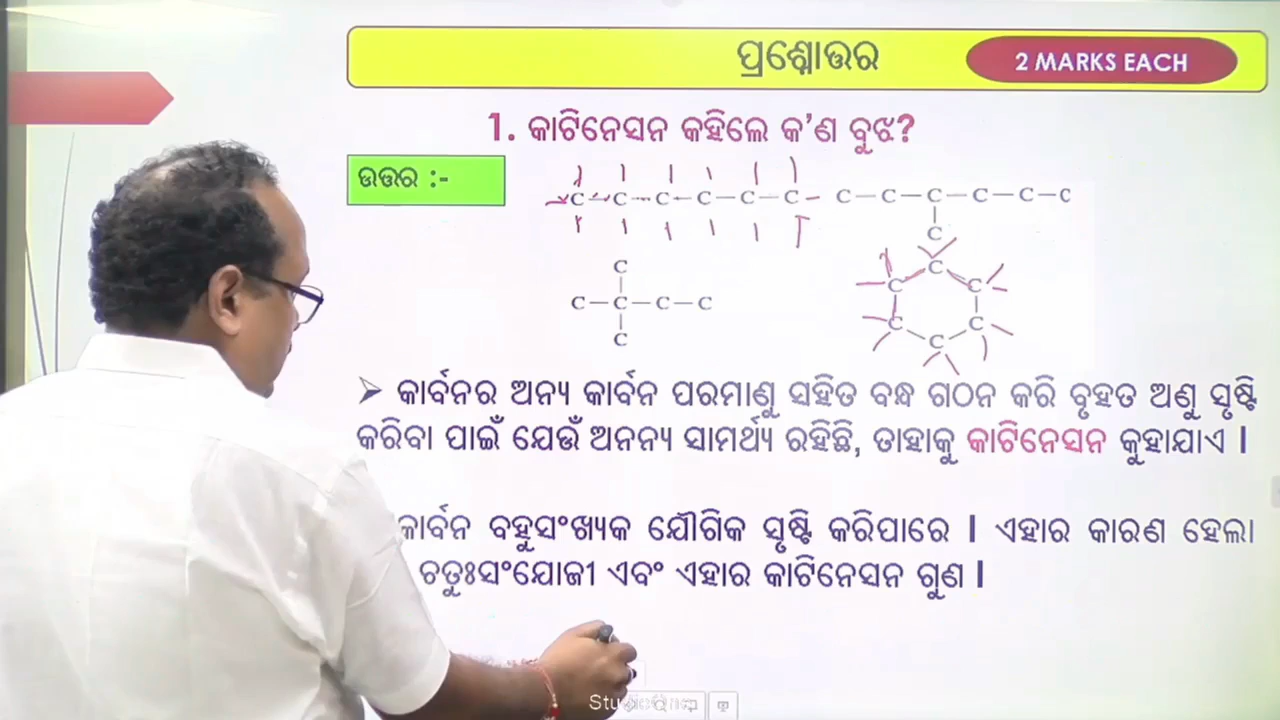 ପ୍ରଶ୍ନୋତ୍ତର
2 MARKS EACH
1. କାଟିନେସନ କହିଲେ କ'ଣ ବୁଝ?
ଉତ୍ତର :-
C — C — C — C — C — C — C — C — C — C — C — C
C
C
C
C C
C — C — C — C
C C
C
C
➢ କାର୍ବନର ଅନ୍ୟ କାର୍ବନ ପରମାଣୁ ସହିତ ବନ୍ଧ ଗଠନ କରି ବୃହତ ଅଣୁ ସୃଷ୍ଟି
କରିବା ପାଇଁ ଯେଉଁ ଅନନ୍ୟ ସାମର୍ଥ୍ୟ ରହିଛି, ତାହାକୁ କାଟିନେସନ କୁହାଯାଏ ।
କାର୍ବନ ବହୁସଂଖ୍ୟକ ଯୌଗିକ ସୃଷ୍ଟି କରିପାରେ । ଏହାର କାରଣ ହେଲା
ଚତୁଃସଂଯୋଜୀ ଏବଂ ଏହାର କାଟିନେସନ ଗୁଣ ।